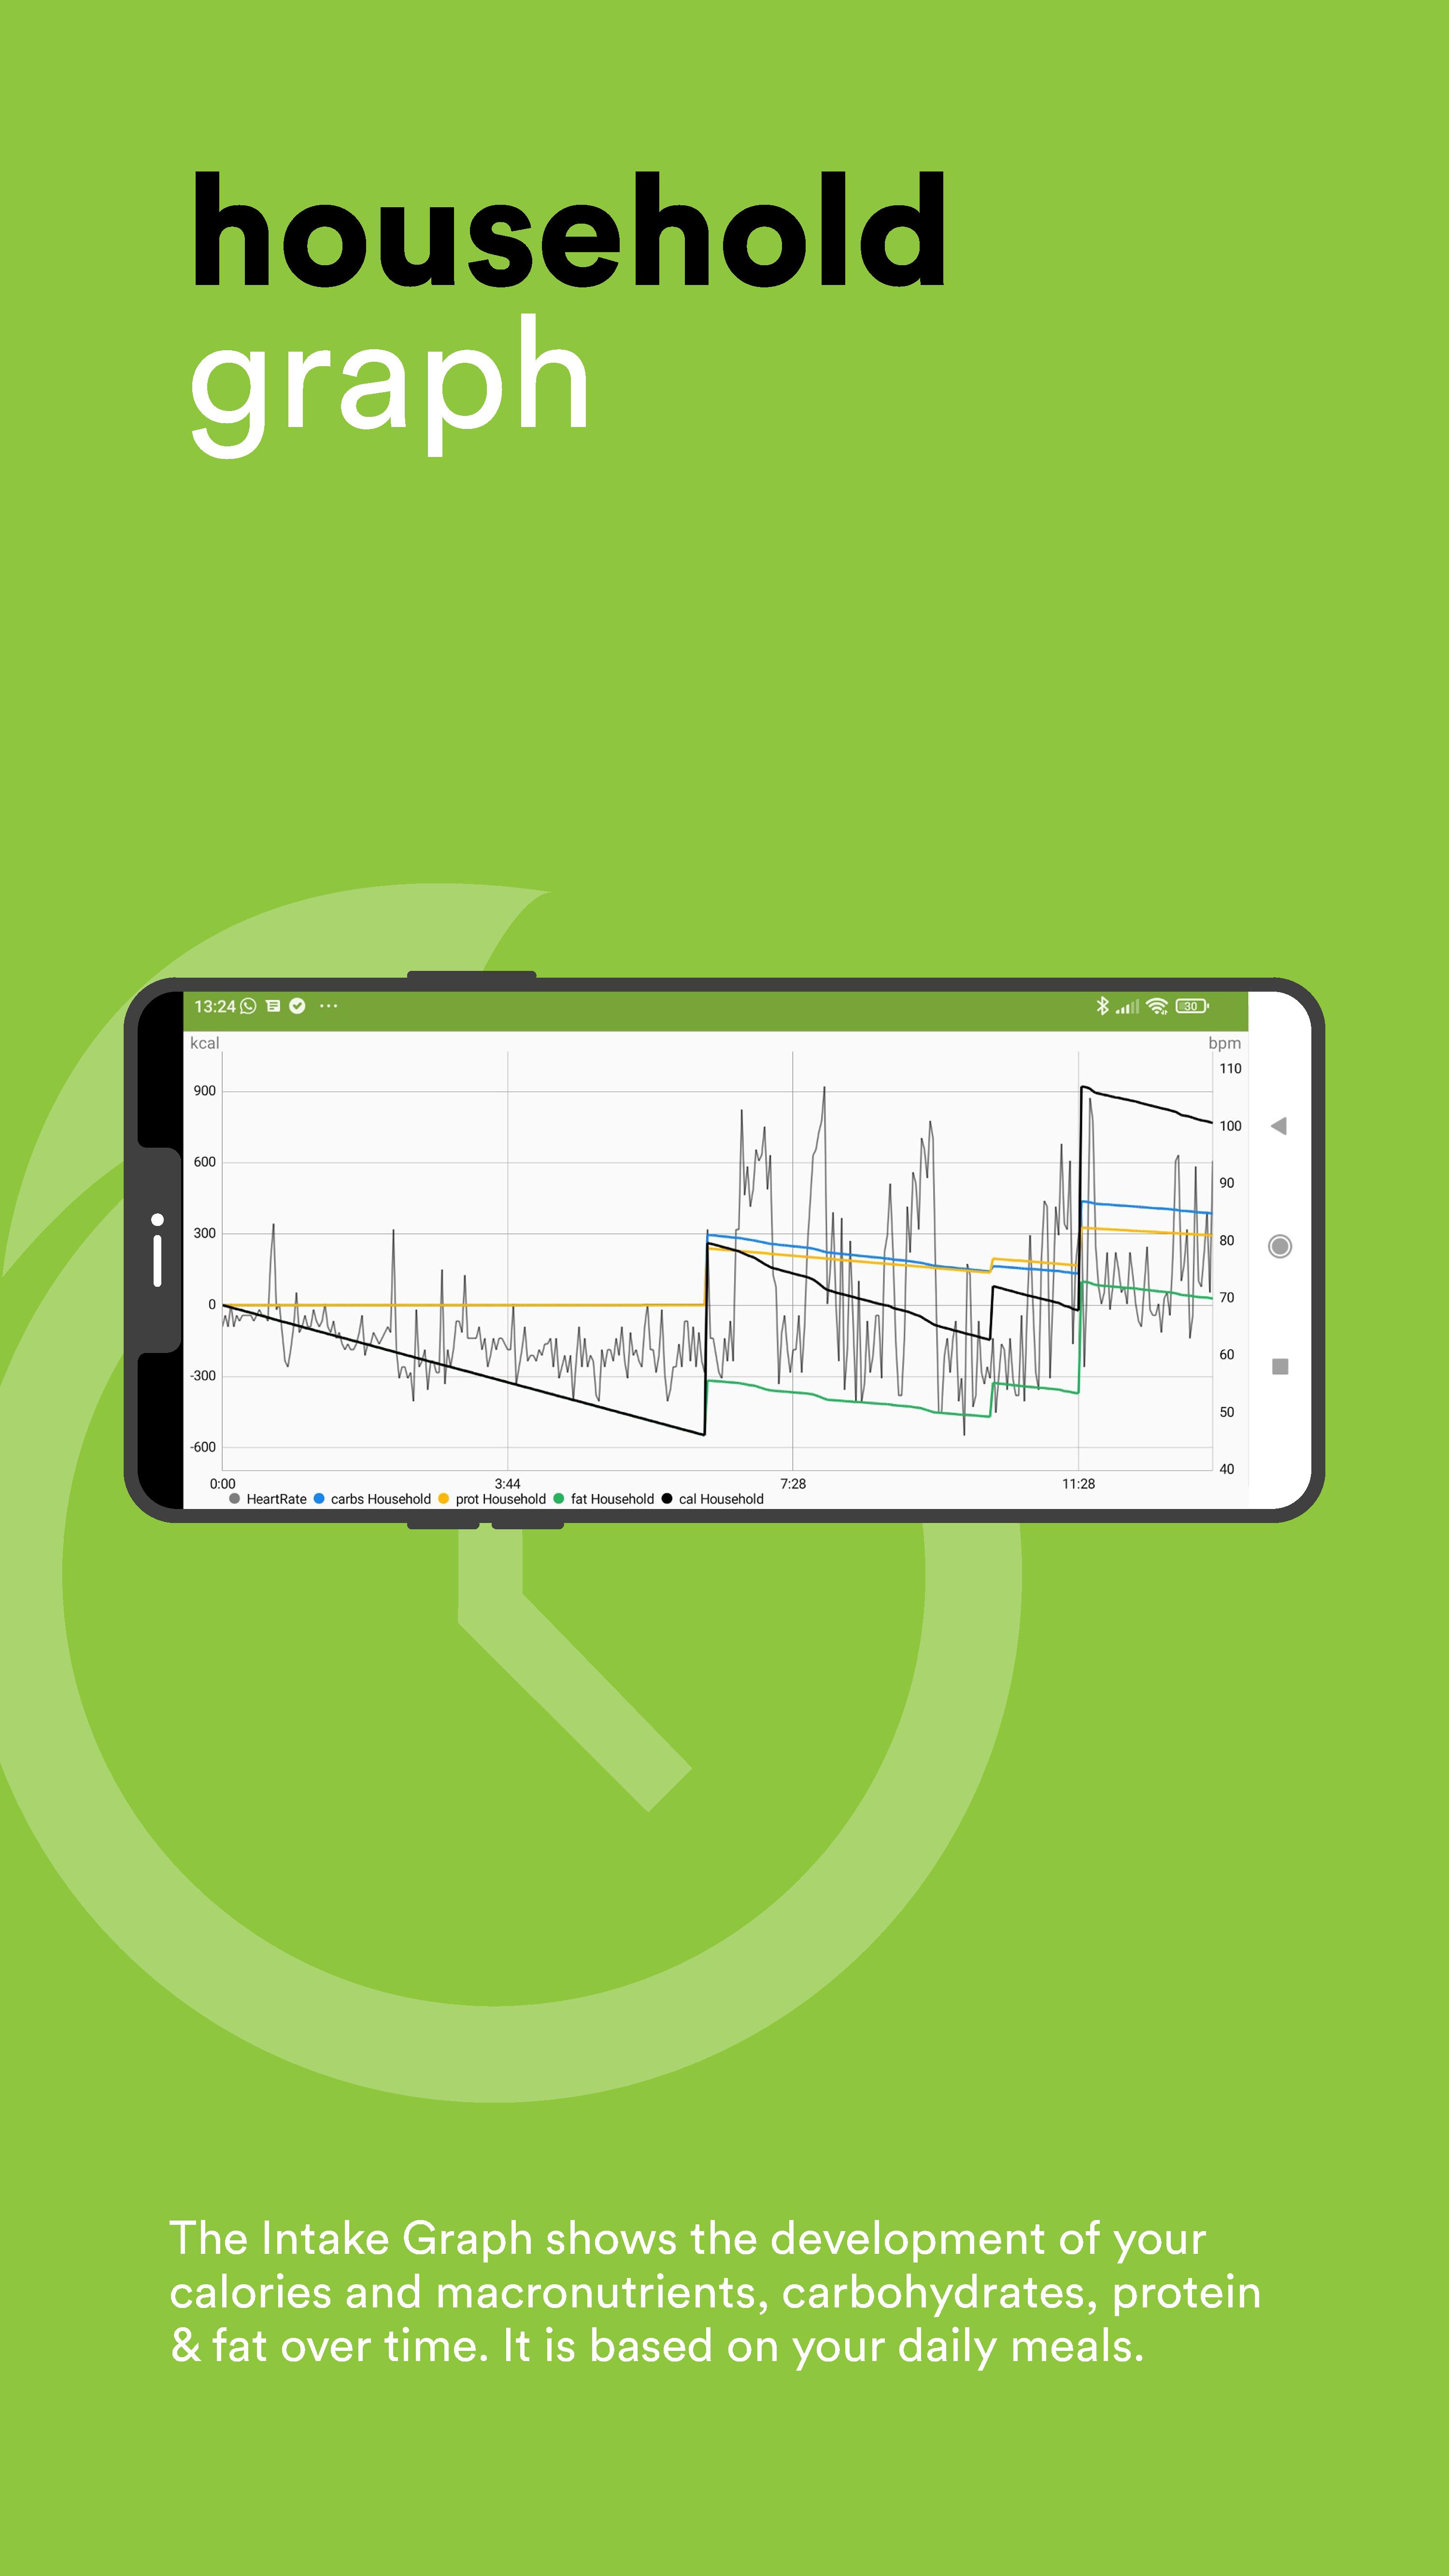 household
graph
13:24 ... 30
kcal bpm
110
900
100
600
90
300
80
0
70
60
-300
50
-600
40
0:00 3:44 7:28 11:28
HeartRate carbs Household prot Household fat Household cal Household
The Intake Graph shows the development of your
calories and macronutrients, carbohydrates, protein
& fat over time. It is based on your daily meals.